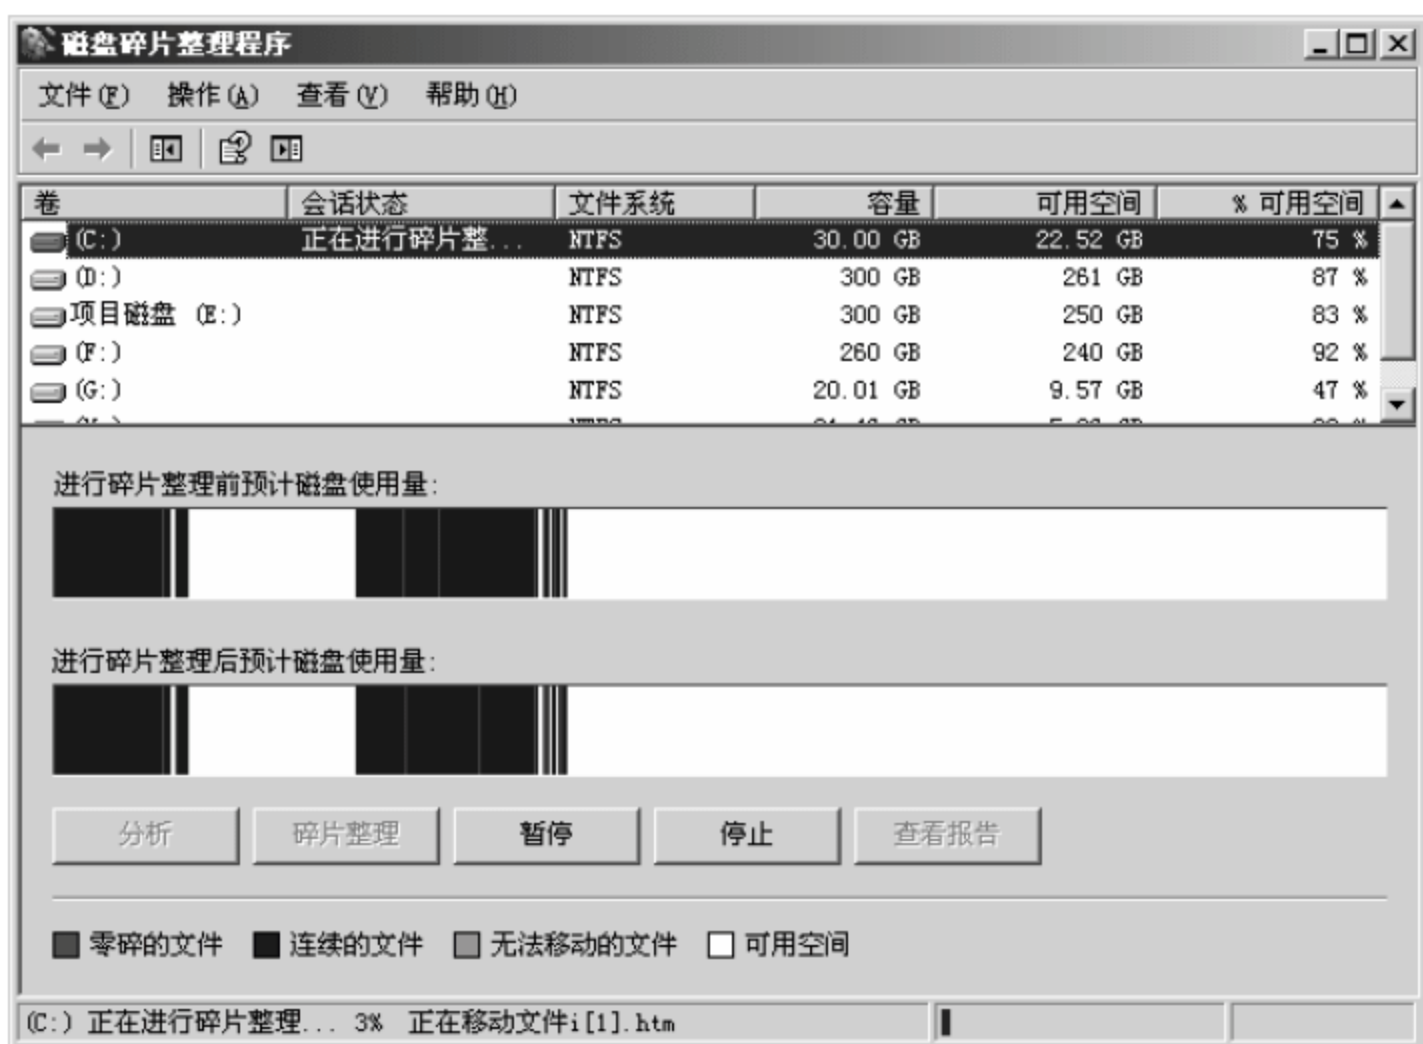 磁盘碎片整理程序
文件(F) 操作(A) 查看(V) 帮助(H)
卷 会话状态 文件系统 容量 可用空间 % 可用空间
(C:) 正在进行碎片整... NTFS 30.00 GB 22.52 GB 75 %
(D:) NTFS 300 GB 261 GB 87 %
项目磁盘 (E:) NTFS 300 GB 250 GB 83 %
(F:) NTFS 260 GB 240 GB 92 %
(G:) NTFS 20.01 GB 9.57 GB 47 %
进行碎片整理前预计磁盘使用量:
进行碎片整理后预计磁盘使用量:
分析 碎片整理 暂停 停止 查看报告
零碎的文件 连续的文件 无法移动的文件 可用空间
(C:) 正在进行碎片整理... 3% 正在移动文件i[1].htm